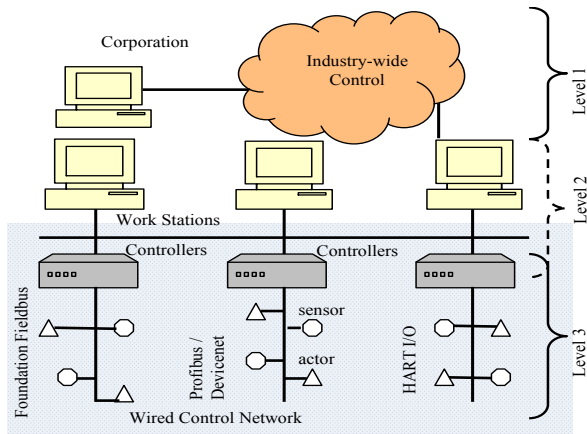 Corporation
Industry-wide
Control
Level 1
Level 2
Work Stations
Controllers
Controllers
Foundation Fieldbus
Profibus /
Devicenet
sensor
actor
HART I/O
Level 3
Wired Control Network